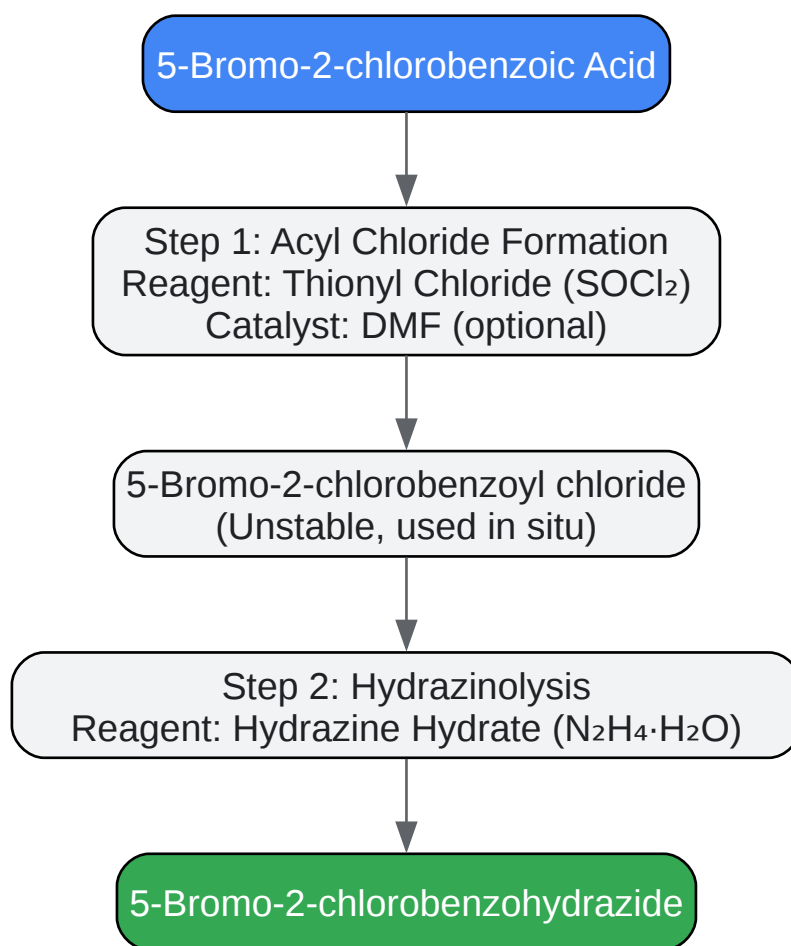 5-Bromo-2-chlorobenzoic Acid
Step 1: Acyl Chloride Formation
Reagent: Thionyl Chloride (SOCl₂)
Catalyst: DMF (optional)
5-Bromo-2-chlorobenzoyl chloride
(Unstable, used in situ)
Step 2: Hydrazinolysis
Reagent: Hydrazine Hydrate (N₂H₄·H₂O)
5-Bromo-2-chlorobenzohydrazide